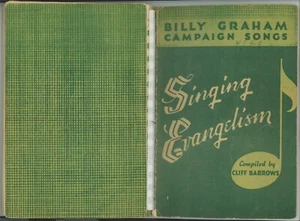 BILLY GRAHAM
CAMPAIGN SONGS
Singing
Evangelism
Compiled by
CLIFF BARROWS